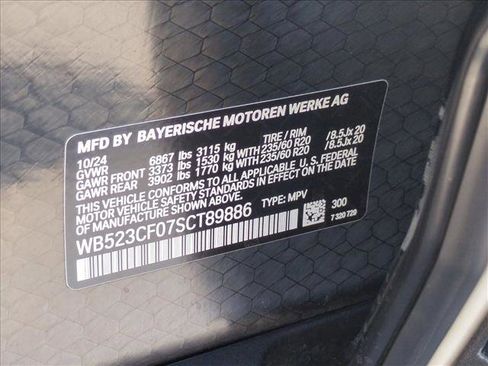 MFD BY BAYERISCHE MOTOREN WERKE AG
10/24 6867 lbs 3115 kg TIRE / RIM
GVWR
GAWR FRONT 3373 lbs 1530 kg 235/60 R20 /8.5Jx 20
GAWR REAR 3902 lbs 1770 kg 235/60 R20 /8.5Jx 20
THIS VEHICLE CONFORMS TO ALL APPLICABLE U. S. FEDERAL
MOTOR VEHICLE SAFETY STANDARDS IN EFFECT ON THE
DATE OF MANUFACTURE SHOWN ABOVE.
WB523CF07SCT89886 TYPE: MPV 300
7 320 729